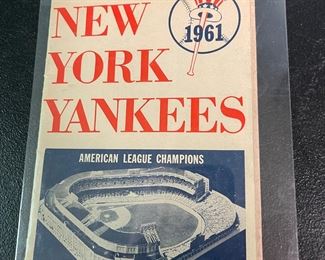 NEW
1961
YORK
YANKEES
AMERICAN LEAGUE CHAMPIONS